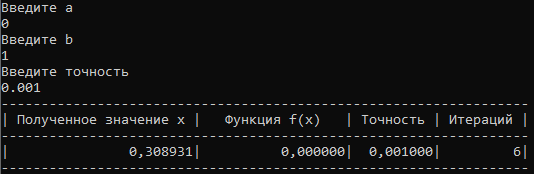 Введите a
0
Введите b
1
Введите точность
0.001
------------------------------------------------------------------
| Полученное значение x |   Функция f(x)   | Точность | Итераций |
------------------------------------------------------------------
|               0,308931|          0,000000|  0,001000|         6|
------------------------------------------------------------------